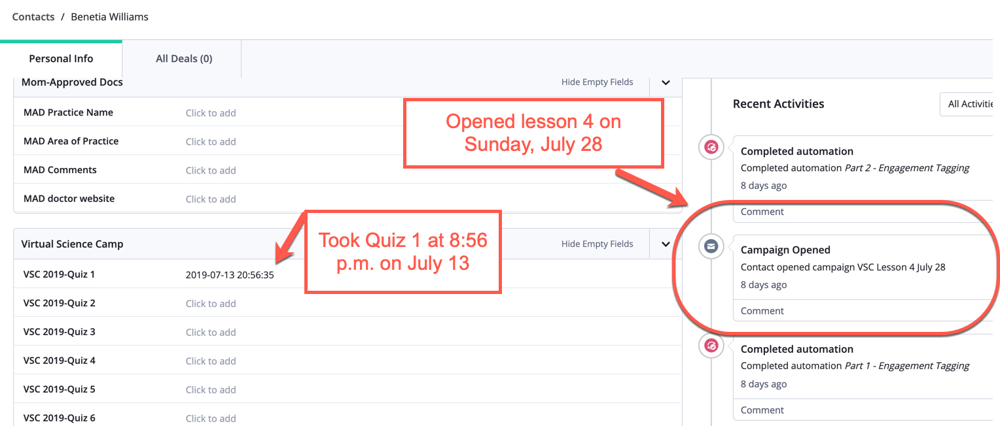 Contacts / Benetia Williams
Personal Info
All Deals (0)
Mom-Approved Docs
Hide Empty Fields
MAD Practice Name
Click to add
MAD Area of Practice
Click to add
MAD Comments
Click to add
MAD doctor website
Click to add
Opened lesson 4 on
Sunday, July 28
Virtual Science Camp
Hide Empty Fields
VSC 2019-Quiz 1
2019-07-13 20:56:35
Took Quiz 1 at 8:56
p.m. on July 13
VSC 2019-Quiz 2
Click to add
VSC 2019-Quiz 3
Click to add
VSC 2019-Quiz 4
Click to add
VSC 2019-Quiz 5
Click to add
VSC 2019-Quiz 6
Click to add
Recent Activities
All Activitie
Completed automation
Completed automation Part 2 - Engagement Tagging
8 days ago
Comment
Campaign Opened
Contact opened campaign VSC Lesson 4 July 28
8 days ago
Comment
Completed automation
Completed automation Part 1 - Engagement Tagging
8 days ago
Comment